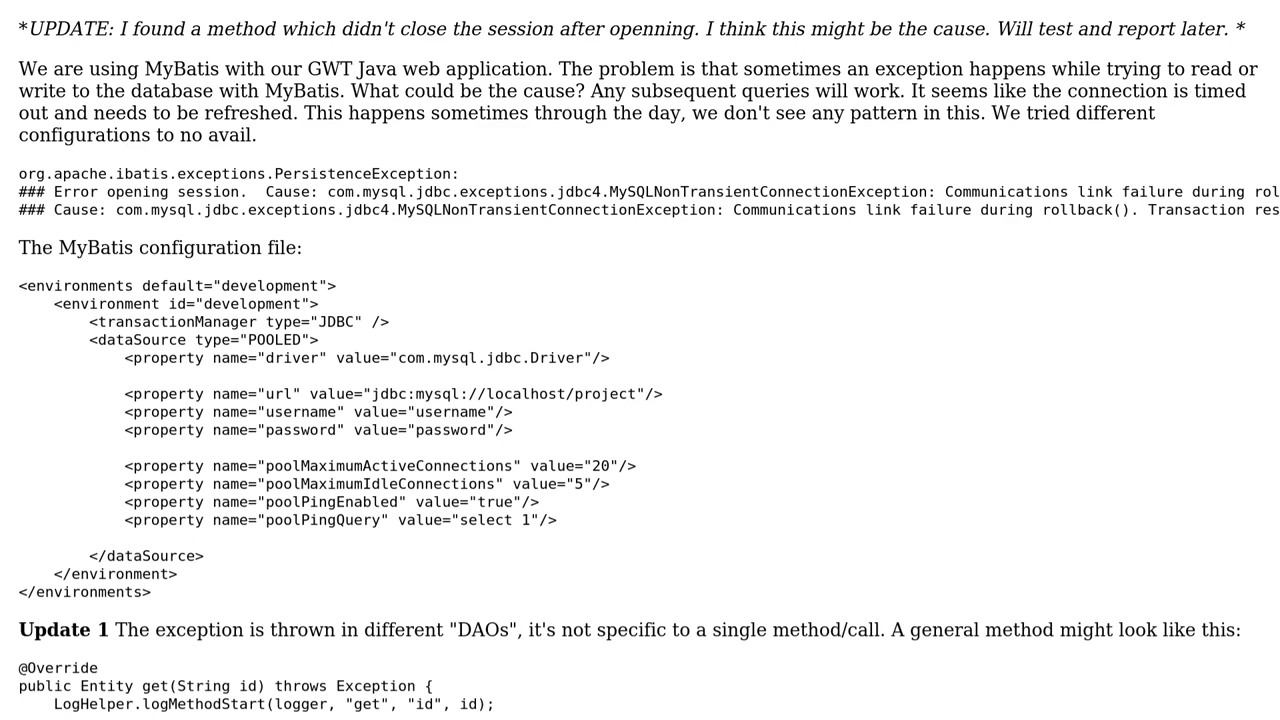 *UPDATE: I found a method which didn't close the session after openning. I think this might be the cause. Will test and report later. *
We are using MyBatis with our GWT Java web application. The problem is that sometimes an exception happens while trying to read or
write to the database with MyBatis. What could be the cause? Any subsequent queries will work. It seems like the connection is timed
out and needs to be refreshed. This happens sometimes through the day, we don't see any pattern in this. We tried different
configurations to no avail.
org.apache.ibatis.exceptions.PersistenceException:
### Error opening session.  Cause: com.mysql.jdbc.exceptions.jdbc4.MySQLNonTransientConnectionException: Communications link failure during rol
### Cause: com.mysql.jdbc.exceptions.jdbc4.MySQLNonTransientConnectionException: Communications link failure during rollback(). Transaction res
The MyBatis configuration file:
<environments default="development">
    <environment id="development">
        <transactionManager type="JDBC" />
        <dataSource type="POOLED">
            <property name="driver" value="com.mysql.jdbc.Driver"/>
            <property name="url" value="jdbc:mysql://localhost/project"/>
            <property name="username" value="username"/>
            <property name="password" value="password"/>
            <property name="poolMaximumActiveConnections" value="20"/>
            <property name="poolMaximumIdleConnections" value="5"/>
            <property name="poolPingEnabled" value="true"/>
            <property name="poolPingQuery" value="select 1"/>
        </dataSource>
    </environment>
</environments>
Update 1 The exception is thrown in different "DAOs", it's not specific to a single method/call. A general method might look like this:
@Override
public Entity get(String id) throws Exception {
    LogHelper.logMethodStart(logger, "get", "id", id);